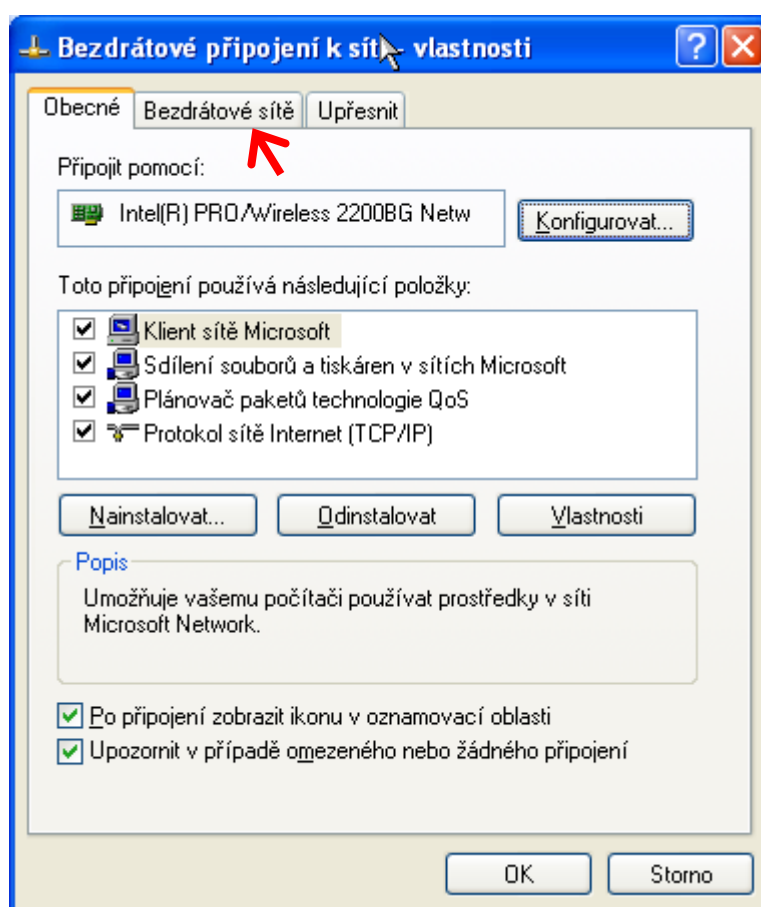 Bezdrátové připojení k sít - vlastnosti
Obecné
Bezdrátové sítě
Upřesnit
Připojit pomocí:
Intel(R) PRO/Wireless 2200BG Netw
Konfigurovat...
Toto připojení používá následující položky:
Klient sítě Microsoft
Sdílení souborů a tiskáren v sítích Microsoft
Plánovač paketů technologie QoS
Protokol sítě Internet (TCP/IP)
Nainstalovat...
Odinstalovat
Vlastnosti
Popis
Umožňuje vašemu počítači používat prostředky v síti
Microsoft Network.
Po připojení zobrazit ikonu v oznamovací oblasti
Upozornit v případě omezeného nebo žádného připojení
OK
Storno